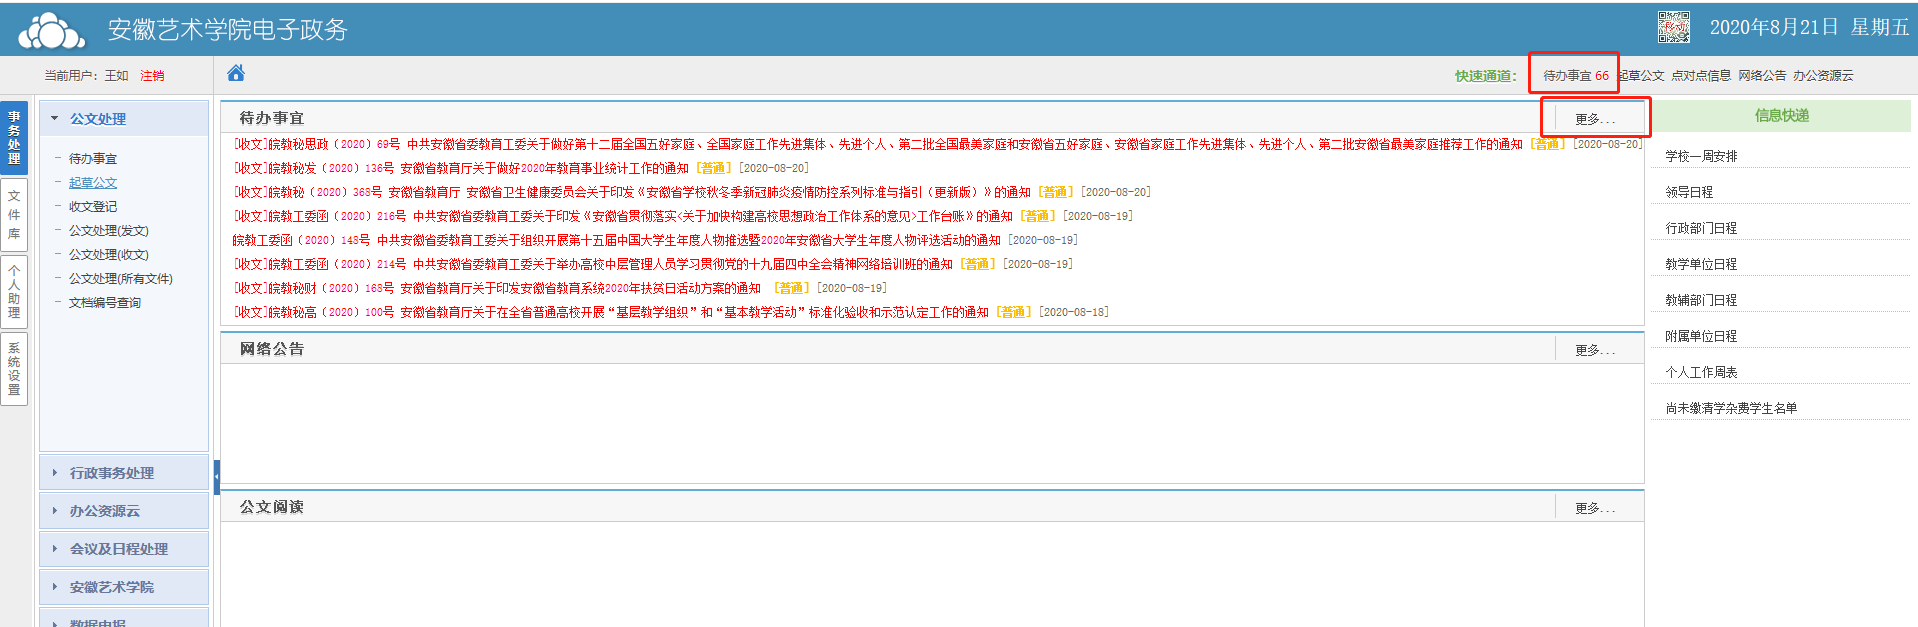 安徽艺术学院电子政务
2020年8月21日 星期五
当前用户：王如 注销
快速通道： 待办事宜 66 起草公文 点对点信息 网络公告 办公资源云
事务处理
文件库
个人助理
系统设置
公文处理
待办事宜
起草公文
收文登记
公文处理(发文)
公文处理(收文)
公文处理(所有文件)
文档编号查询
行政事务处理
办公资源云
会议及日程处理
安徽艺术学院
数据申报
待办事宜 更多...
[收文]皖教秘思政（2020）69号 中共安徽省委教育工委关于做好第十二届全国五好家庭、全国家庭工作先进集体、先进个人、第二批全国最美家庭和安徽省五好家庭、安徽省家庭工作先进集体、先进个人、第二批安徽省最美家庭推荐工作的通知 [普通] [2020-08-20]
[收文]皖教秘发（2020）136号 安徽省教育厅关于做好2020年教育事业统计工作的通知 [普通] [2020-08-20]
[收文]皖教秘（2020）368号 安徽省教育厅 安徽省卫生健康委员会关于印发《安徽省学校秋冬季新冠肺炎疫情防控系列标准与指引（更新版）》的通知 [普通] [2020-08-20]
[收文]皖教工委函（2020）216号 中共安徽省委教育工委关于印发《安徽省贯彻落实<关于加快构建高校思想政治工作体系的意见>工作台账》的通知 [普通] [2020-08-19]
皖教工委函（2020）148号 中共安徽省委教育工委关于组织开展第十五届中国大学生年度人物推选暨2020年安徽省大学生年度人物评选活动的通知 [2020-08-19]
[收文]皖教工委函（2020）214号 中共安徽省委教育工委关于举办高校中层管理人员学习贯彻党的十九届四中全会精神网络培训班的通知 [普通] [2020-08-19]
[收文]皖教秘财（2020）168号 安徽省教育厅关于印发安徽省教育系统2020年扶贫日活动方案的通知 [普通] [2020-08-19]
[收文]皖教秘高（2020）100号 安徽省教育厅关于在全省普通高校开展“基层教学组织”和“基本教学活动”标准化验收和示范认定工作的通知 [普通] [2020-08-18]
网络公告 更多...
公文阅读 更多...
信息快递
学校一周安排
领导日程
行政部门日程
教学单位日程
教辅部门日程
附属单位日程
个人工作周表
尚未缴清学杂费学生名单